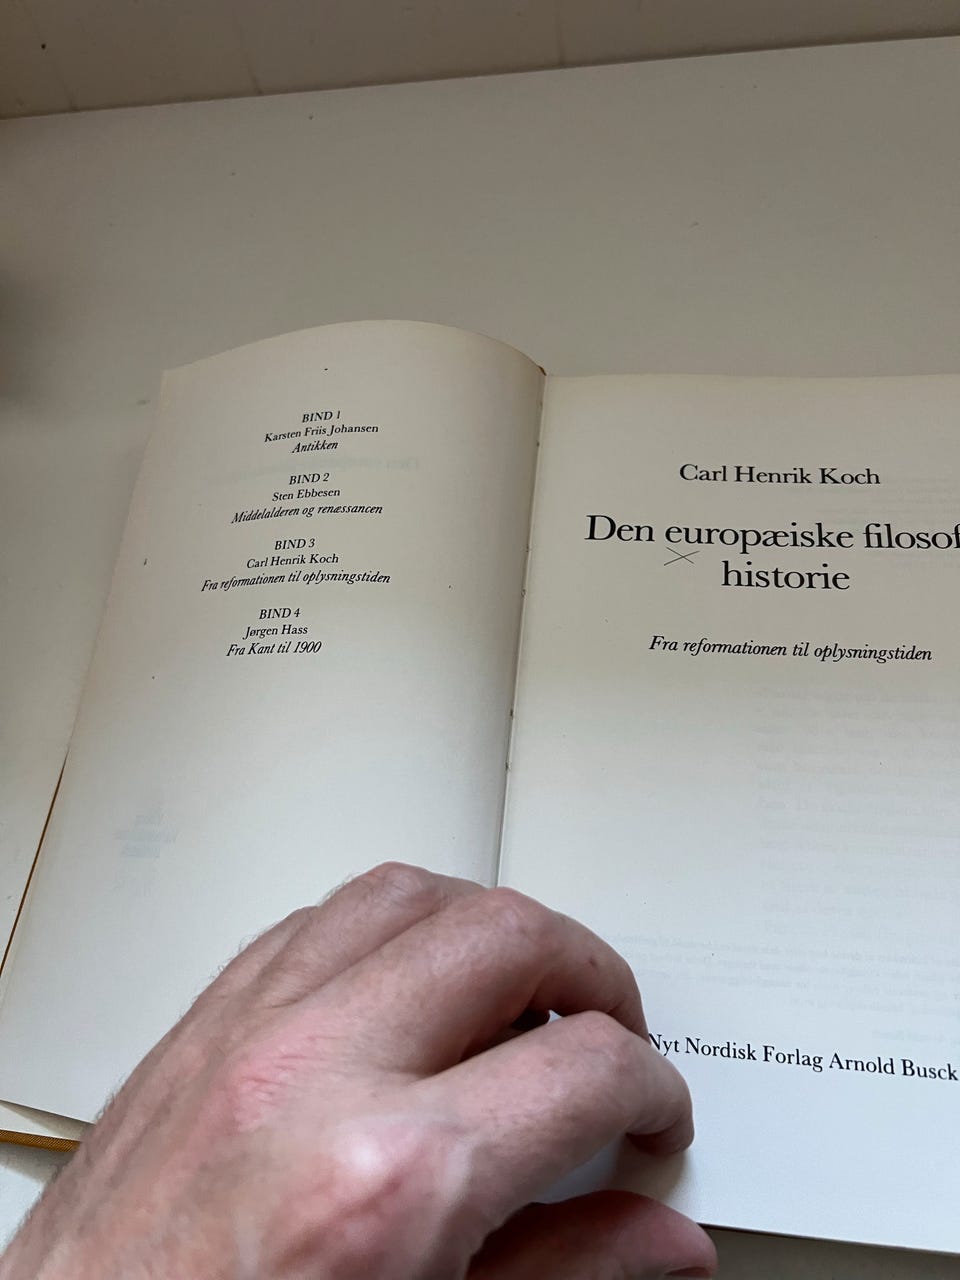 BIND 1
Karsten Friis Johansen
Antikken
BIND 2
Sten Ebbesen
Middelalderen og renæssancen
BIND 3
Carl Henrik Koch
Fra reformationen til oplysningstiden
BIND 4
Jørgen Hass
Fra Kant til 1900
Carl Henrik Koch
Den europæiske filosof
historie
Fra reformationen til oplysningstiden
Nyt Nordisk Forlag Arnold Busck